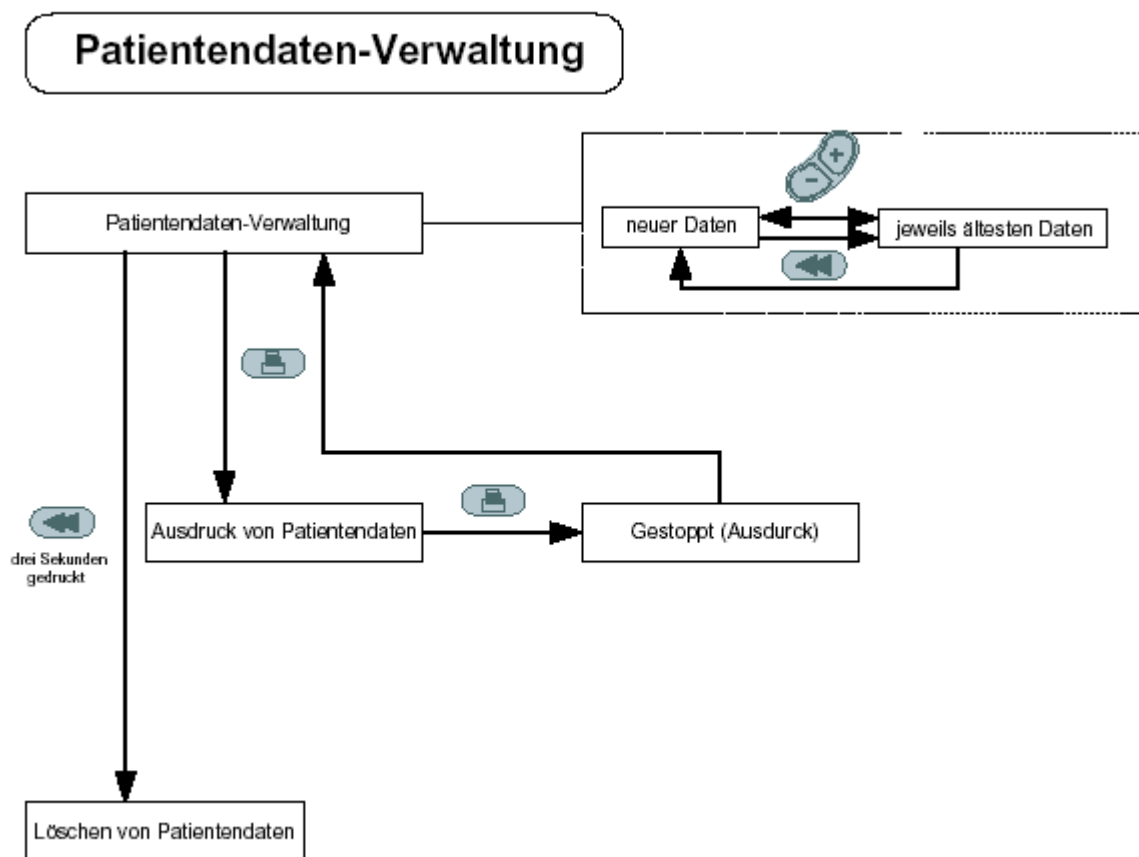 Patientendaten-Verwaltung
+
-
Patientendaten-Verwaltung
neuer Daten
jeweils ältesten Daten
Ausdruck von Patientendaten
Gestoppt (Ausdurck)
drei Sekunden
gedruckt
Löschen von Patientendaten